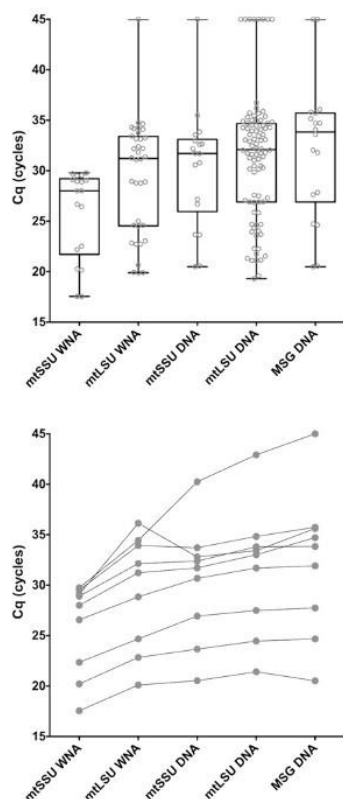 45
40
35
30
25
20
15
Cq (cycles)
mtSSU WNA
mtLSU WNA
mtSSU DNA
mtLSU DNA
MSG DNA
45
40
35
30
25
20
15
Cq (cycles)
mtSSU WNA
mtLSU WNA
mtSSU DNA
mtLSU DNA
MSG DNA